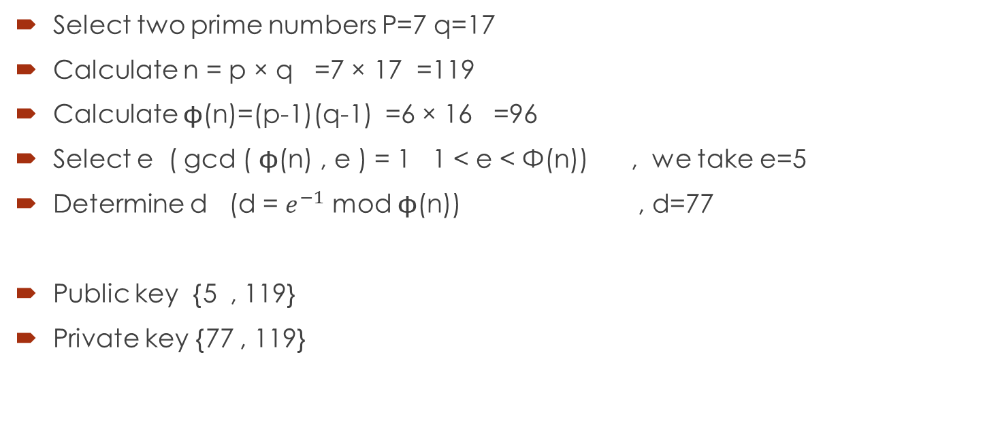 Select two prime numbers P=7 q=17
Calculate n = p × q =7 × 17 =119
Calculate ϕ(n)=(p-1)(q-1) =6 × 16 =96
Select e ( gcd ( ϕ(n) , e ) = 1 1 < e < Φ(n)) , we take e=5
Determine d (d = e⁻¹ mod ϕ(n)) , d=77
Public key {5 , 119}
Private key {77 , 119}